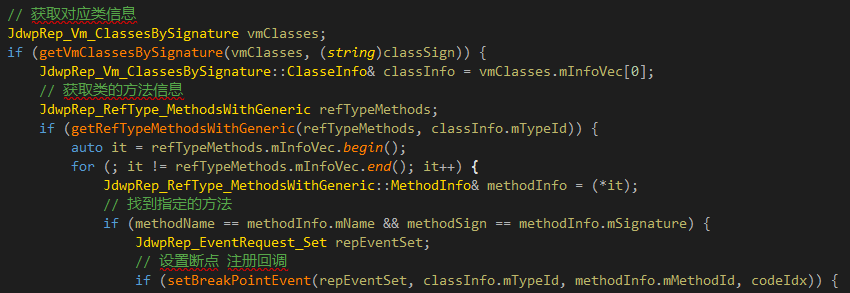 // 获取对应类信息
JdwpRep_Vm_ClassesBySignature vmClasses;
if (getVmClassesBySignature(vmClasses, (string)classSign)) {
    JdwpRep_Vm_ClassesBySignature::ClasseInfo& classInfo = vmClasses.mInfoVec[0];
    // 获取类的方法信息
    JdwpRep_RefType_MethodsWithGeneric refTypeMethods;
    if (getRefTypeMethodsWithGeneric(refTypeMethods, classInfo.mTypeId)) {
        auto it = refTypeMethods.mInfoVec.begin();
        for (; it != refTypeMethods.mInfoVec.end(); it++) {
            JdwpRep_RefType_MethodsWithGeneric::MethodInfo& methodInfo = (*it);
            // 找到指定的方法
            if (methodName == methodInfo.mName && methodSign == methodInfo.mSignature) {
                JdwpRep_EventRequest_Set repEventSet;
                // 设置断点 注册回调
                if (setBreakPointEvent(repEventSet, classInfo.mTypeId, methodInfo.mMethodId, codeIdx)) {